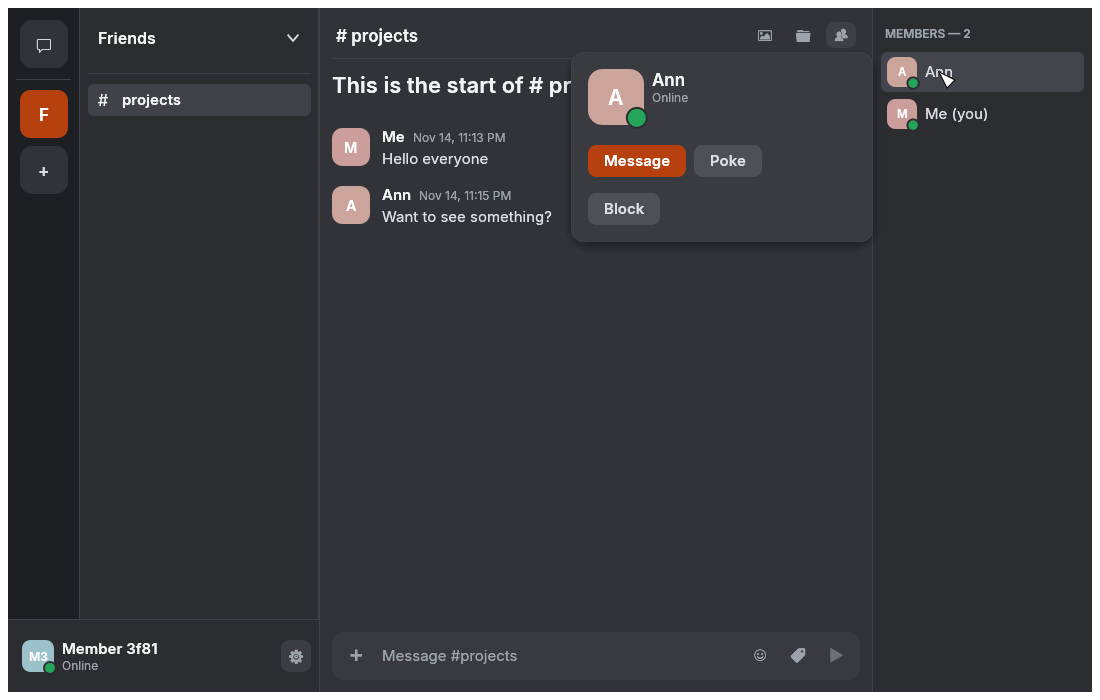 F
+
Friends
# projects
M3
Member 3f81
Online
# projects
This is the start of # pr
M
Me Nov 14, 11:13 PM
Hello everyone
A
Ann Nov 14, 11:15 PM
Want to see something?
A
Ann
Online
Message Poke
Block
+ Message #projects
MEMBERS — 2
A Ann
M Me (you)